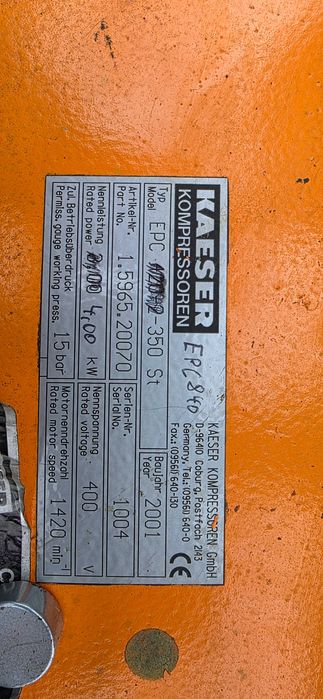 KAESER
KOMPRESSOREN
EPC 840
KAESER KOMPRESSOREN GmbH
D-96410 Coburg, Postfach 2143
Germany, Tel.: (09561) 640-0
Fax.: (09561) 640-130
CE
Typ
Model EPC -350 St
Baujahr
Year 2001
Artikel-Nr.
Part No. 1.5965.20070
Serien-Nr.
Serial No. 1004
Nennleistung
Rated power 4,00 kW
Nennspannung
Rated voltage 400 V
Zul. Betriebsüberdruck
Permiss. gauge working press. 15 bar
Motornenndrehzahl
Rated motor speed 1420 min-1